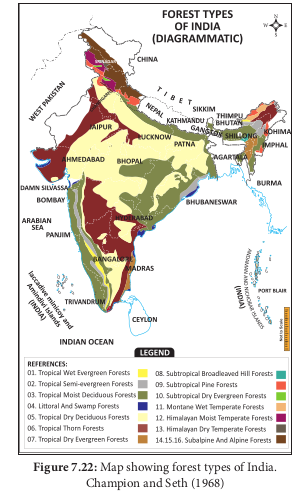 FOREST TYPES
OF INDIA
(DIAGRAMMATIC)
CHINA
SRINAGAR
WEST PAKISTAN
TIBET
NEPAL
SIKKIM
KATHMANDU
THIMPU
BHUTAN
GANGTON
SHILLONG
KOHIMA
JAIPUR
LUCKNOW
PATNA
IMPHAL
AGARTALA
AHMEDABAD
BHOPAL
BURMA
DAMN SILVASSA
BOMBAY
BHUBANESWAR
ARABIAN
SEA
HYDERABAD
PANJIM
BANGALORE
MADRAS
ANDAMAN AND NICHOBAR ISLANDS
(INDIA)
PORT BLAIR
laccadive minicoy and
Amindivi Islands
(INDIA)
TRIVANDRUM
CEYLON
Not to Scale
INDIAN OCEAN
LEGEND
REFERENCES:
01. Tropical Wet Evergreen Forests
02. Tropical Semi-evergreen Forests
03. Tropical Moist Deciduous Forests
04. Littoral And Swamp Forests
05. Tropical Dry Deciduous Forests
06. Tropical Thorn Forests
07. Tropical Dry Evergreen Forests
08. Subtropical Broadleaved Hill Forests
09. Subtropical Pine Forests
10. Subtropical Dry Evergreen Forests
11. Montane Wet Temperate Forests
12. Himalayan Moist Temperate Forests
13. Himalayan Dry Temperate Forests
14.15.16. Subalpine And Alpine Forests
Figure 7.22: Map showing forest types of India.
Champion and Seth (1968)